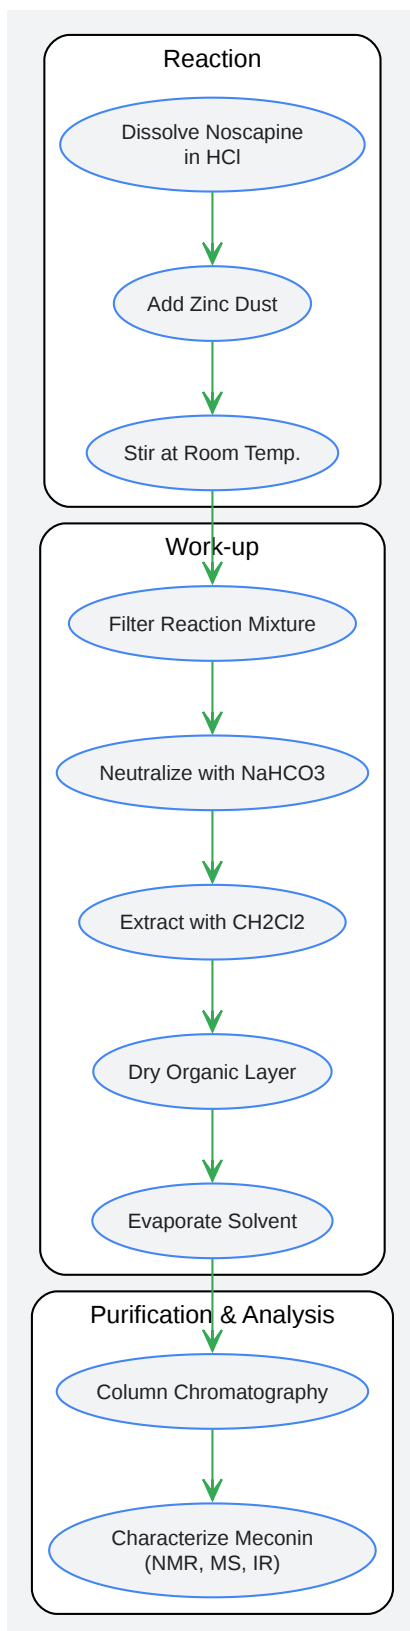 Reaction
Dissolve Noscapine
in HCl
Add Zinc Dust
Stir at Room Temp.
Work-up
Filter Reaction Mixture
Neutralize with NaHCO3
Extract with CH2Cl2
Dry Organic Layer
Evaporate Solvent
Purification & Analysis
Column Chromatography
Characterize Meconin
(NMR, MS, IR)